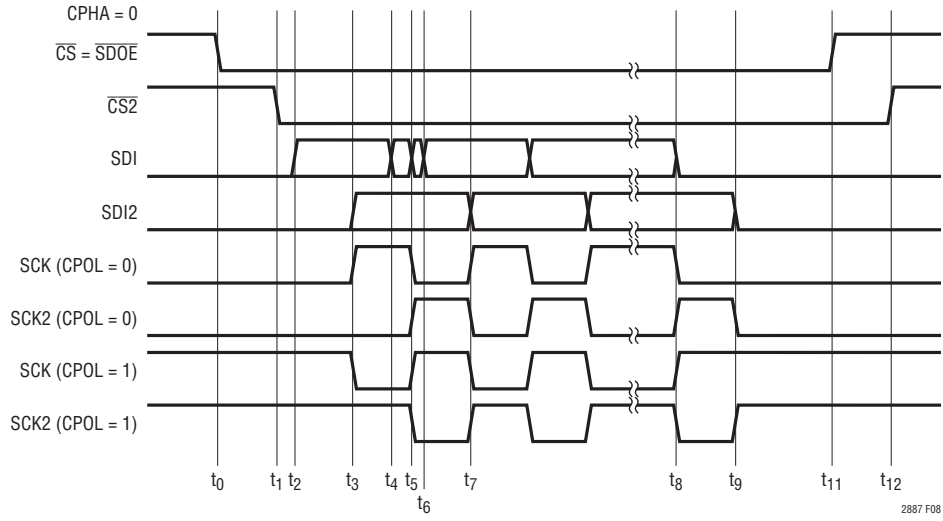 CPHA = 0
CS = SDOE
CS2
SDI
SDI2
SCK (CPOL = 0)
SCK2 (CPOL = 0)
SCK (CPOL = 1)
SCK2 (CPOL = 1)
t0 t1 t2 t3 t4 t5 t6 t7 t8 t9 t11 t12
2887 F08